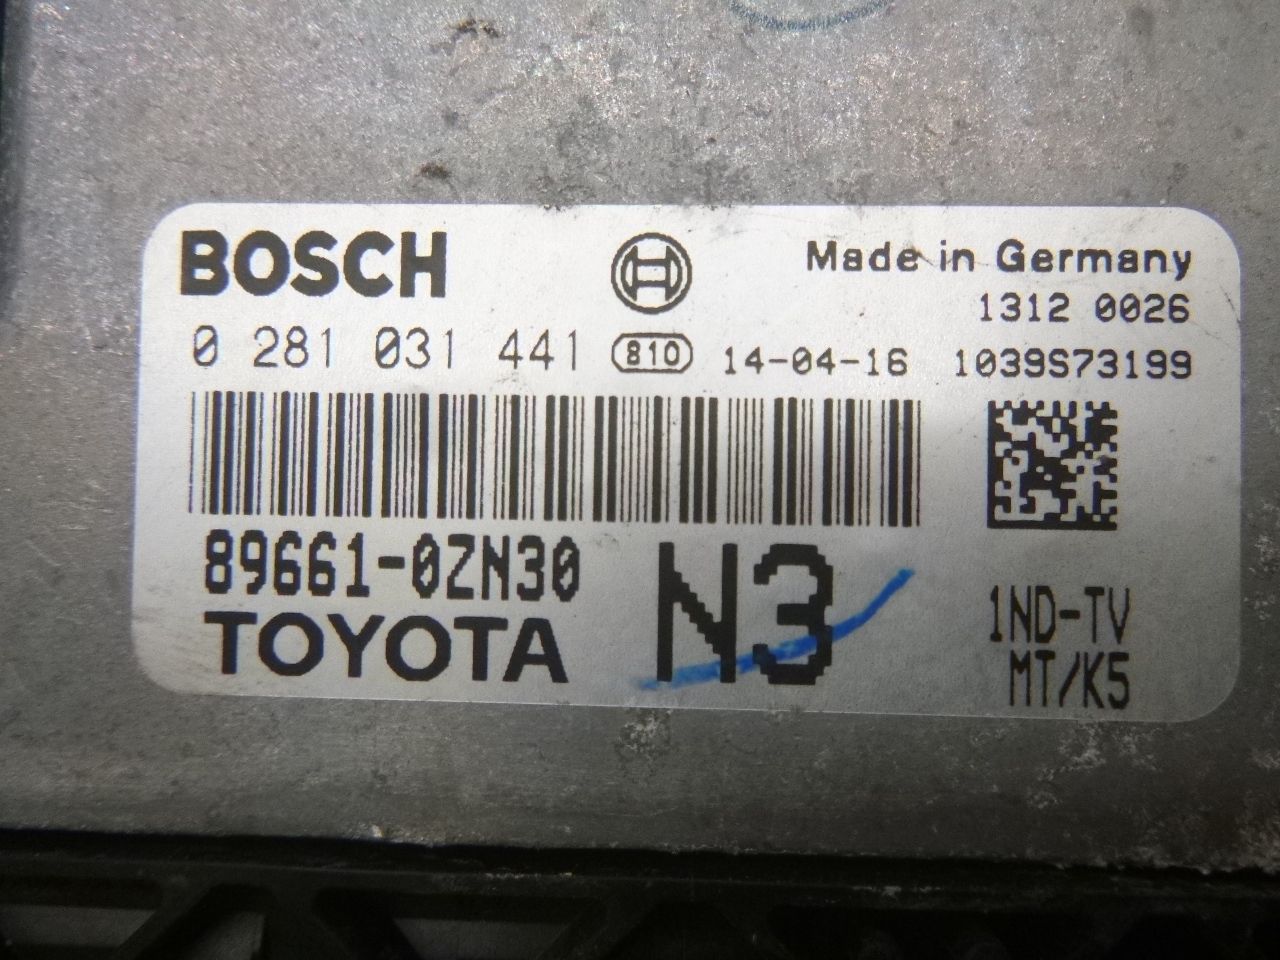 BOSCH
Made in Germany
1312 0026
0 281 031 441 810 14-04-16 1039S73199
89661-0ZN30
TOYOTA
N3
1ND-TV
MT/K5